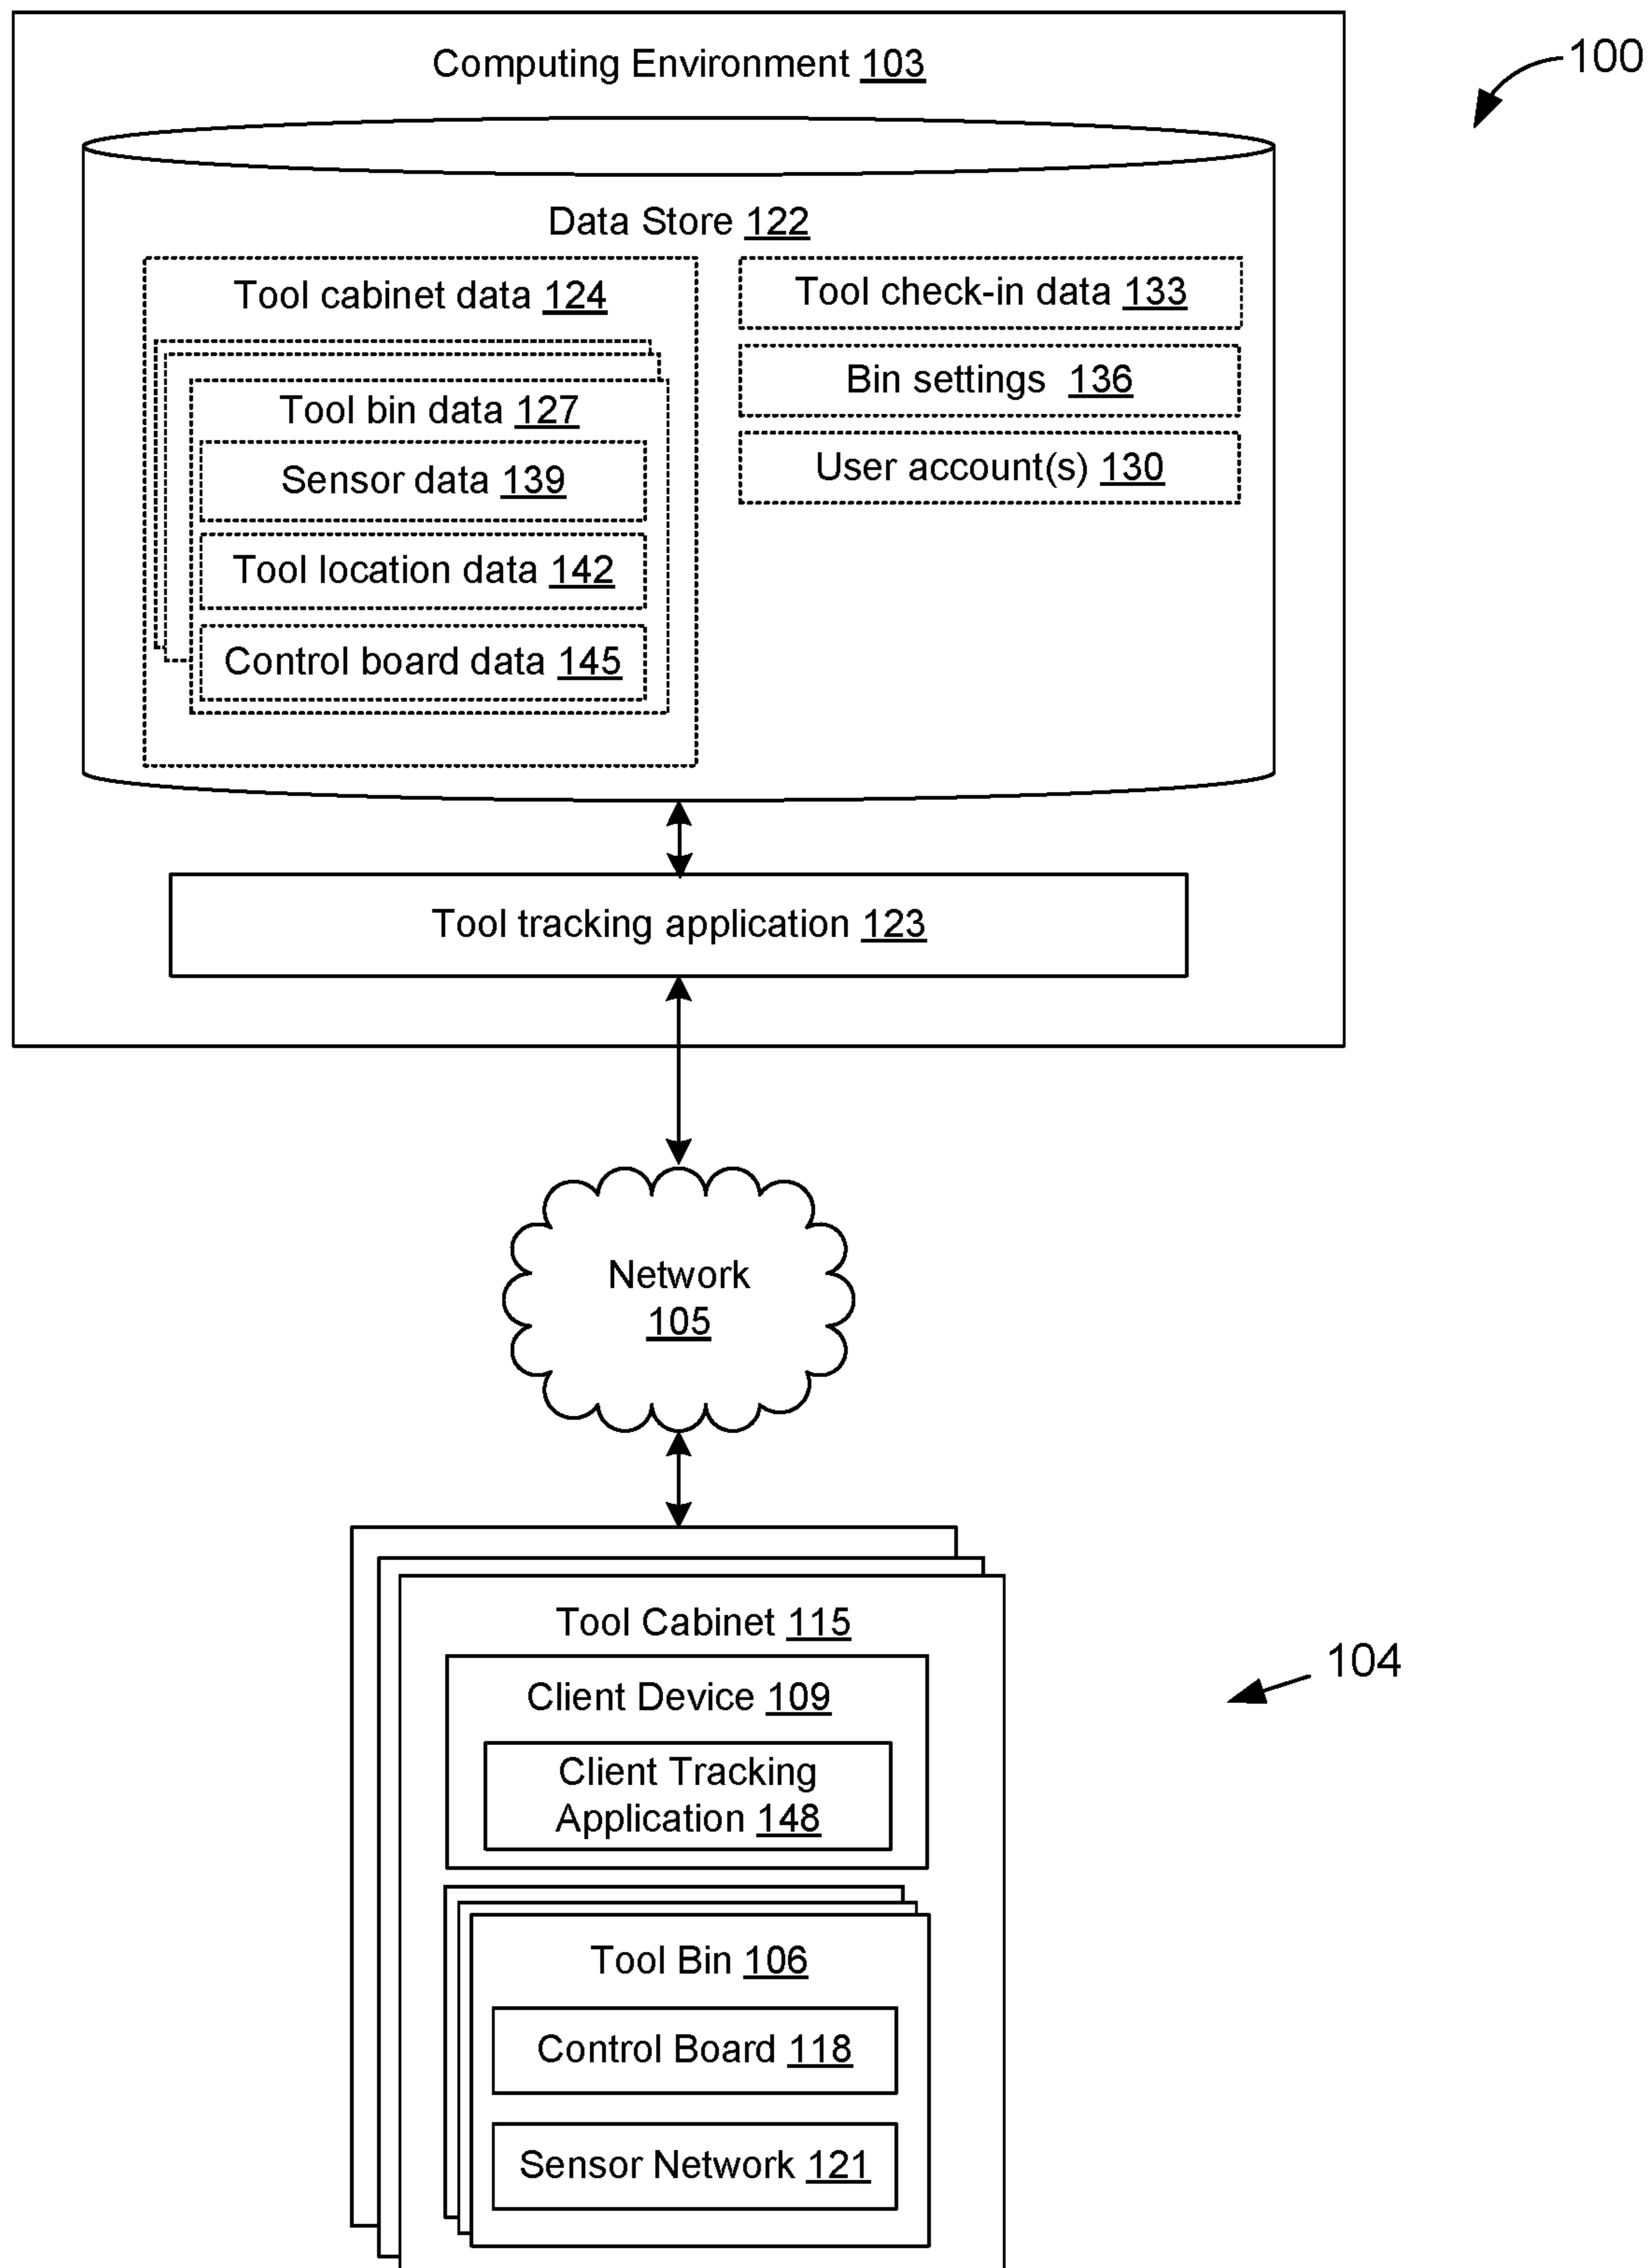 Computing Environment 103
100
Data Store 122
Tool cabinet data 124
Tool bin data 127
Sensor data 139
Tool location data 142
Control board data 145
Tool check-in data 133
Bin settings 136
User account(s) 130
Tool tracking application 123
Network
105
Tool Cabinet 115
104
Client Device 109
Client Tracking
Application 148
Tool Bin 106
Control Board 118
Sensor Network 121